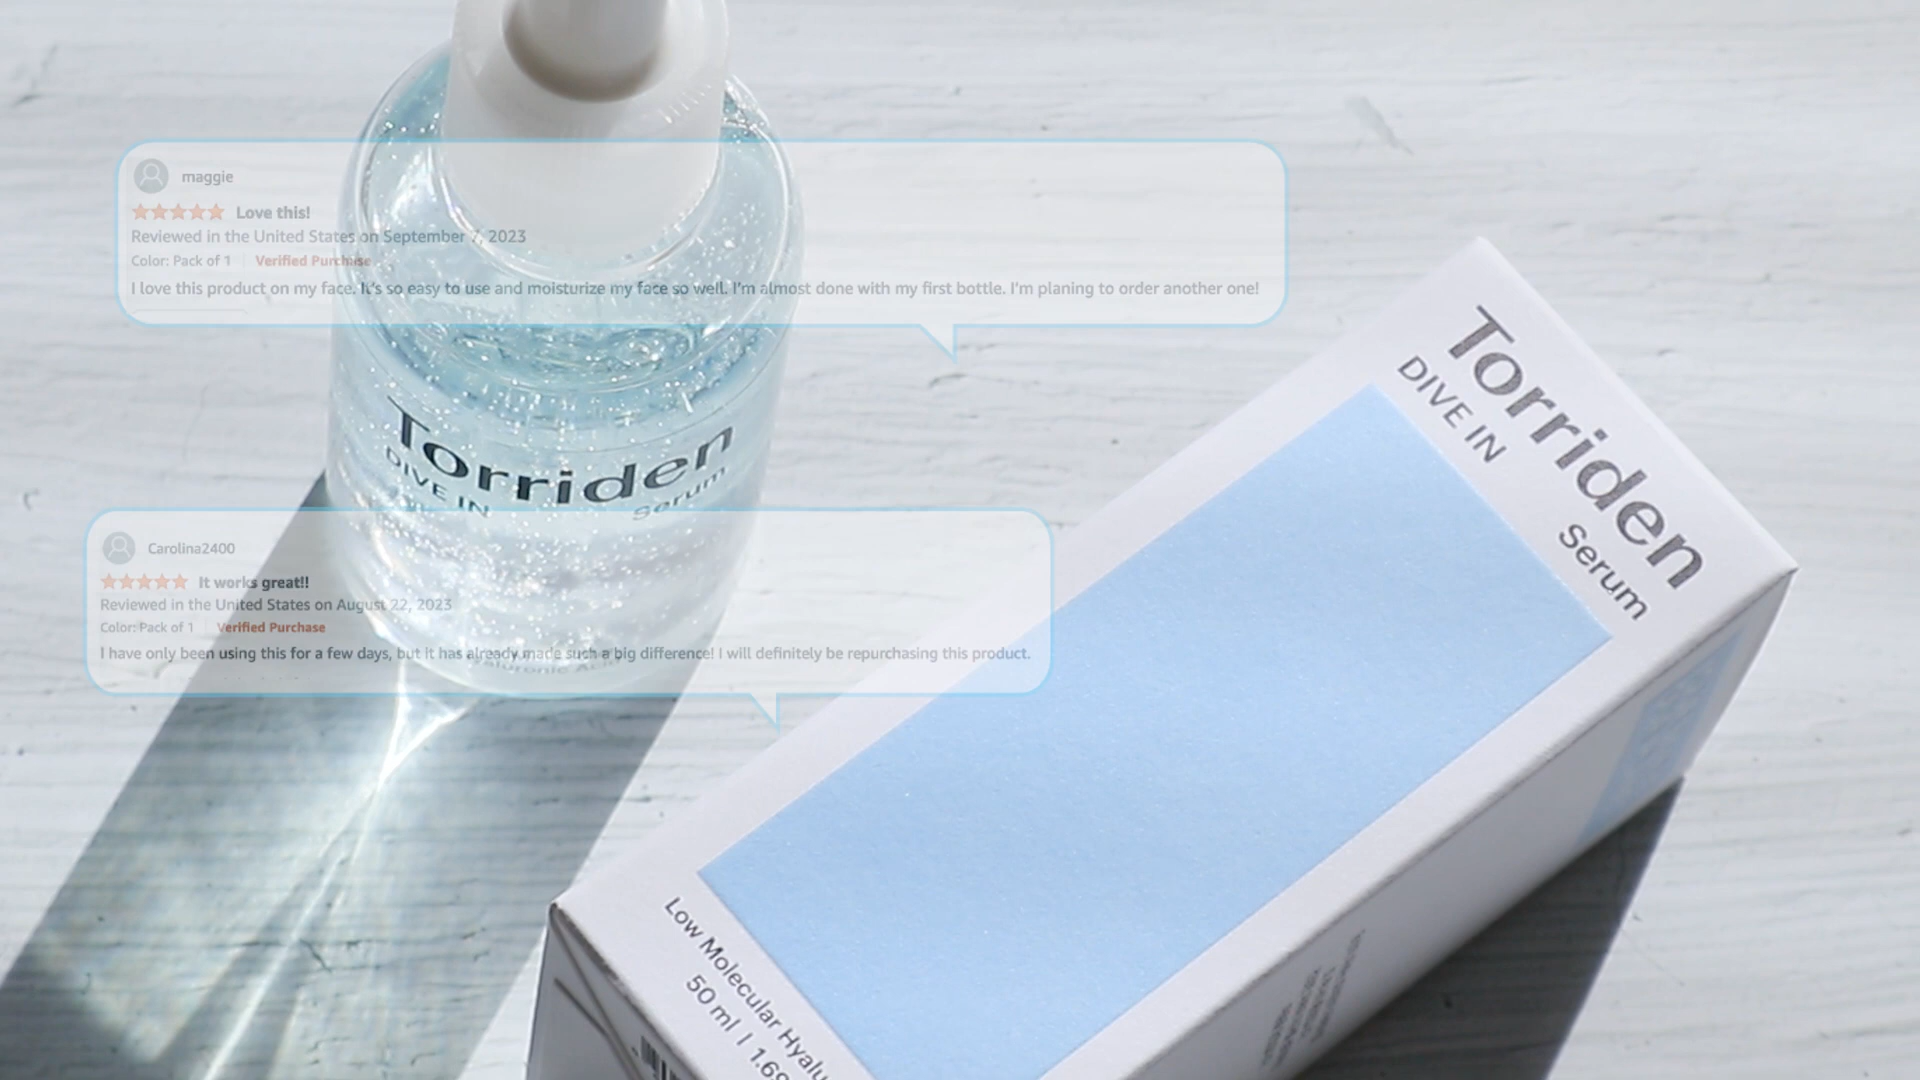 maggie
Love this!
Reviewed in the United States on September 7, 2023
Color: Pack of 1 Verified Purchase
I love this product on my face. It's so easy to use and moisturize my face so well. I'm almost done with my first bottle. I'm planing to order another one!
Torriden
DIVE IN
Serum
Carolina2400
It works great!!
Reviewed in the United States on August 22, 2023
Color: Pack of 1 Verified Purchase
I have only been using this for a few days, but it has already made such a big difference! I will definitely be repurchasing this product.
Torriden
DIVE IN
Serum
Low Molecular
50 ml |